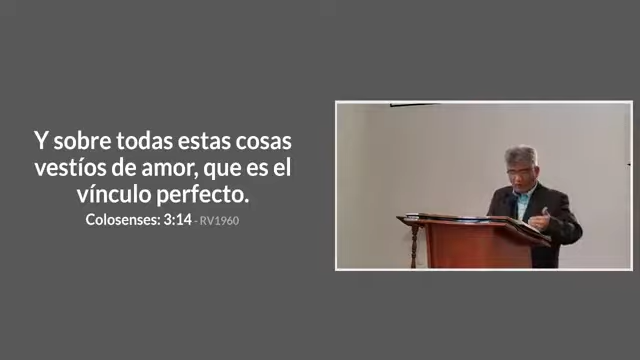 Y sobre todas estas cosas
vestíos de amor, que es el
vínculo perfecto.
Colosenses: 3:14 - RV1960